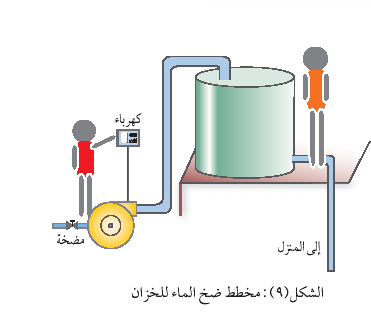 كهرباء
مضخة
إلى المنزل
الشكل(٩): مخطط ضخ الماء للخزان